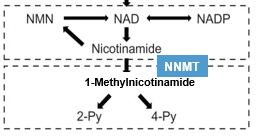 NMN NAD NADP
Nicotinamide
NNMT
1-Methylnicotinamide
2-Py 4-Py